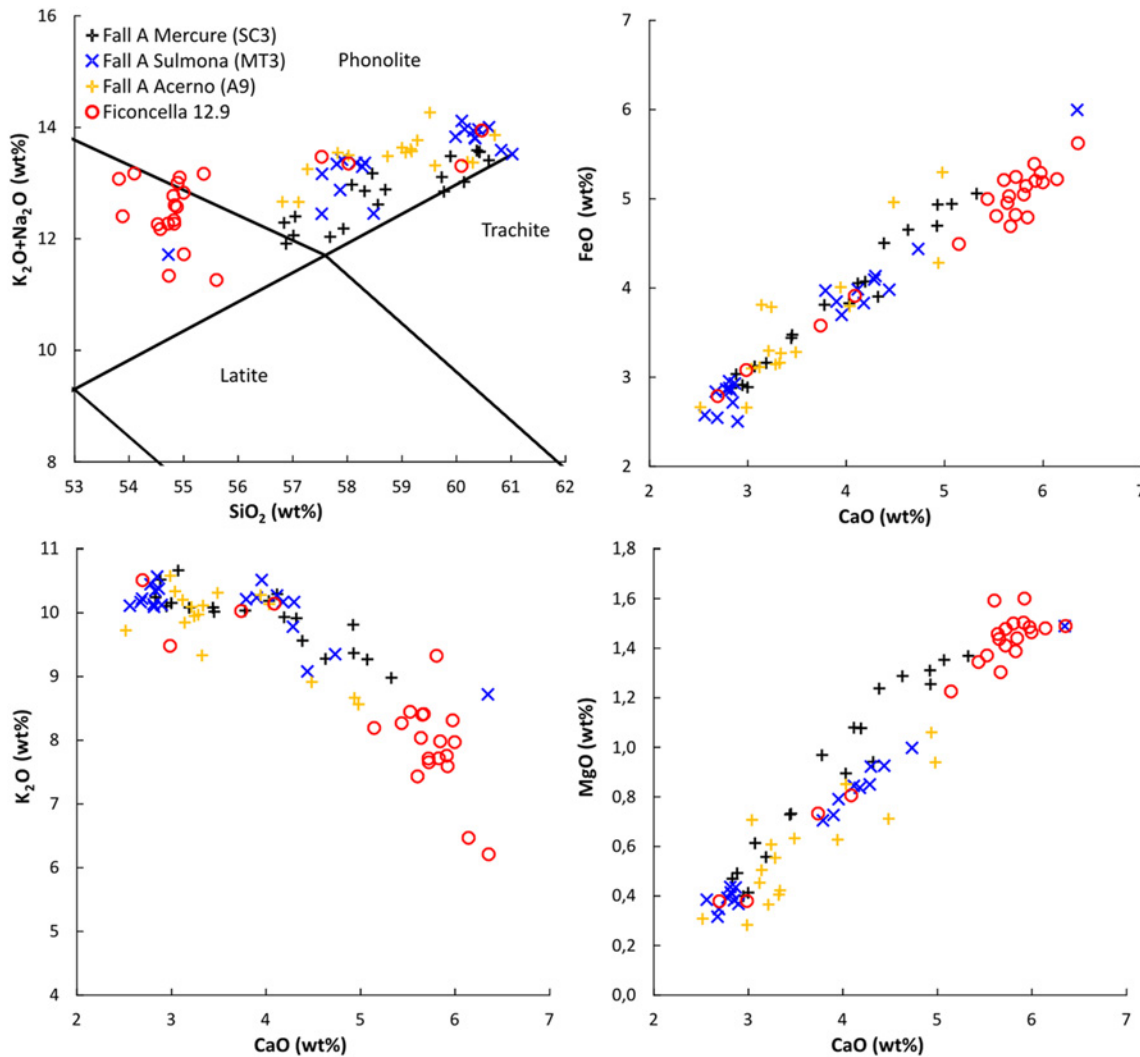 16
14
12
10
8
K₂O+Na₂O (wt%)
53 54 55 56 57 58 59 60 61 62
SiO₂ (wt%)
Fall A Mercure (SC3)
Fall A Sulmona (MT3)
Fall A Acerno (A9)
Ficoncella 12.9
Phonolite
Trachite
Latite
7
6
5
4
3
2
FeO (wt%)
2 3 4 5 6 7
CaO (wt%)
11
10
9
8
7
6
5
4
K₂O (wt%)
2 3 4 5 6 7
CaO (wt%)
1,8
1,6
1,4
1,2
1,0
0,8
0,6
0,4
0,2
0,0
MgO (wt%)
2 3 4 5 6 7
CaO (wt%)